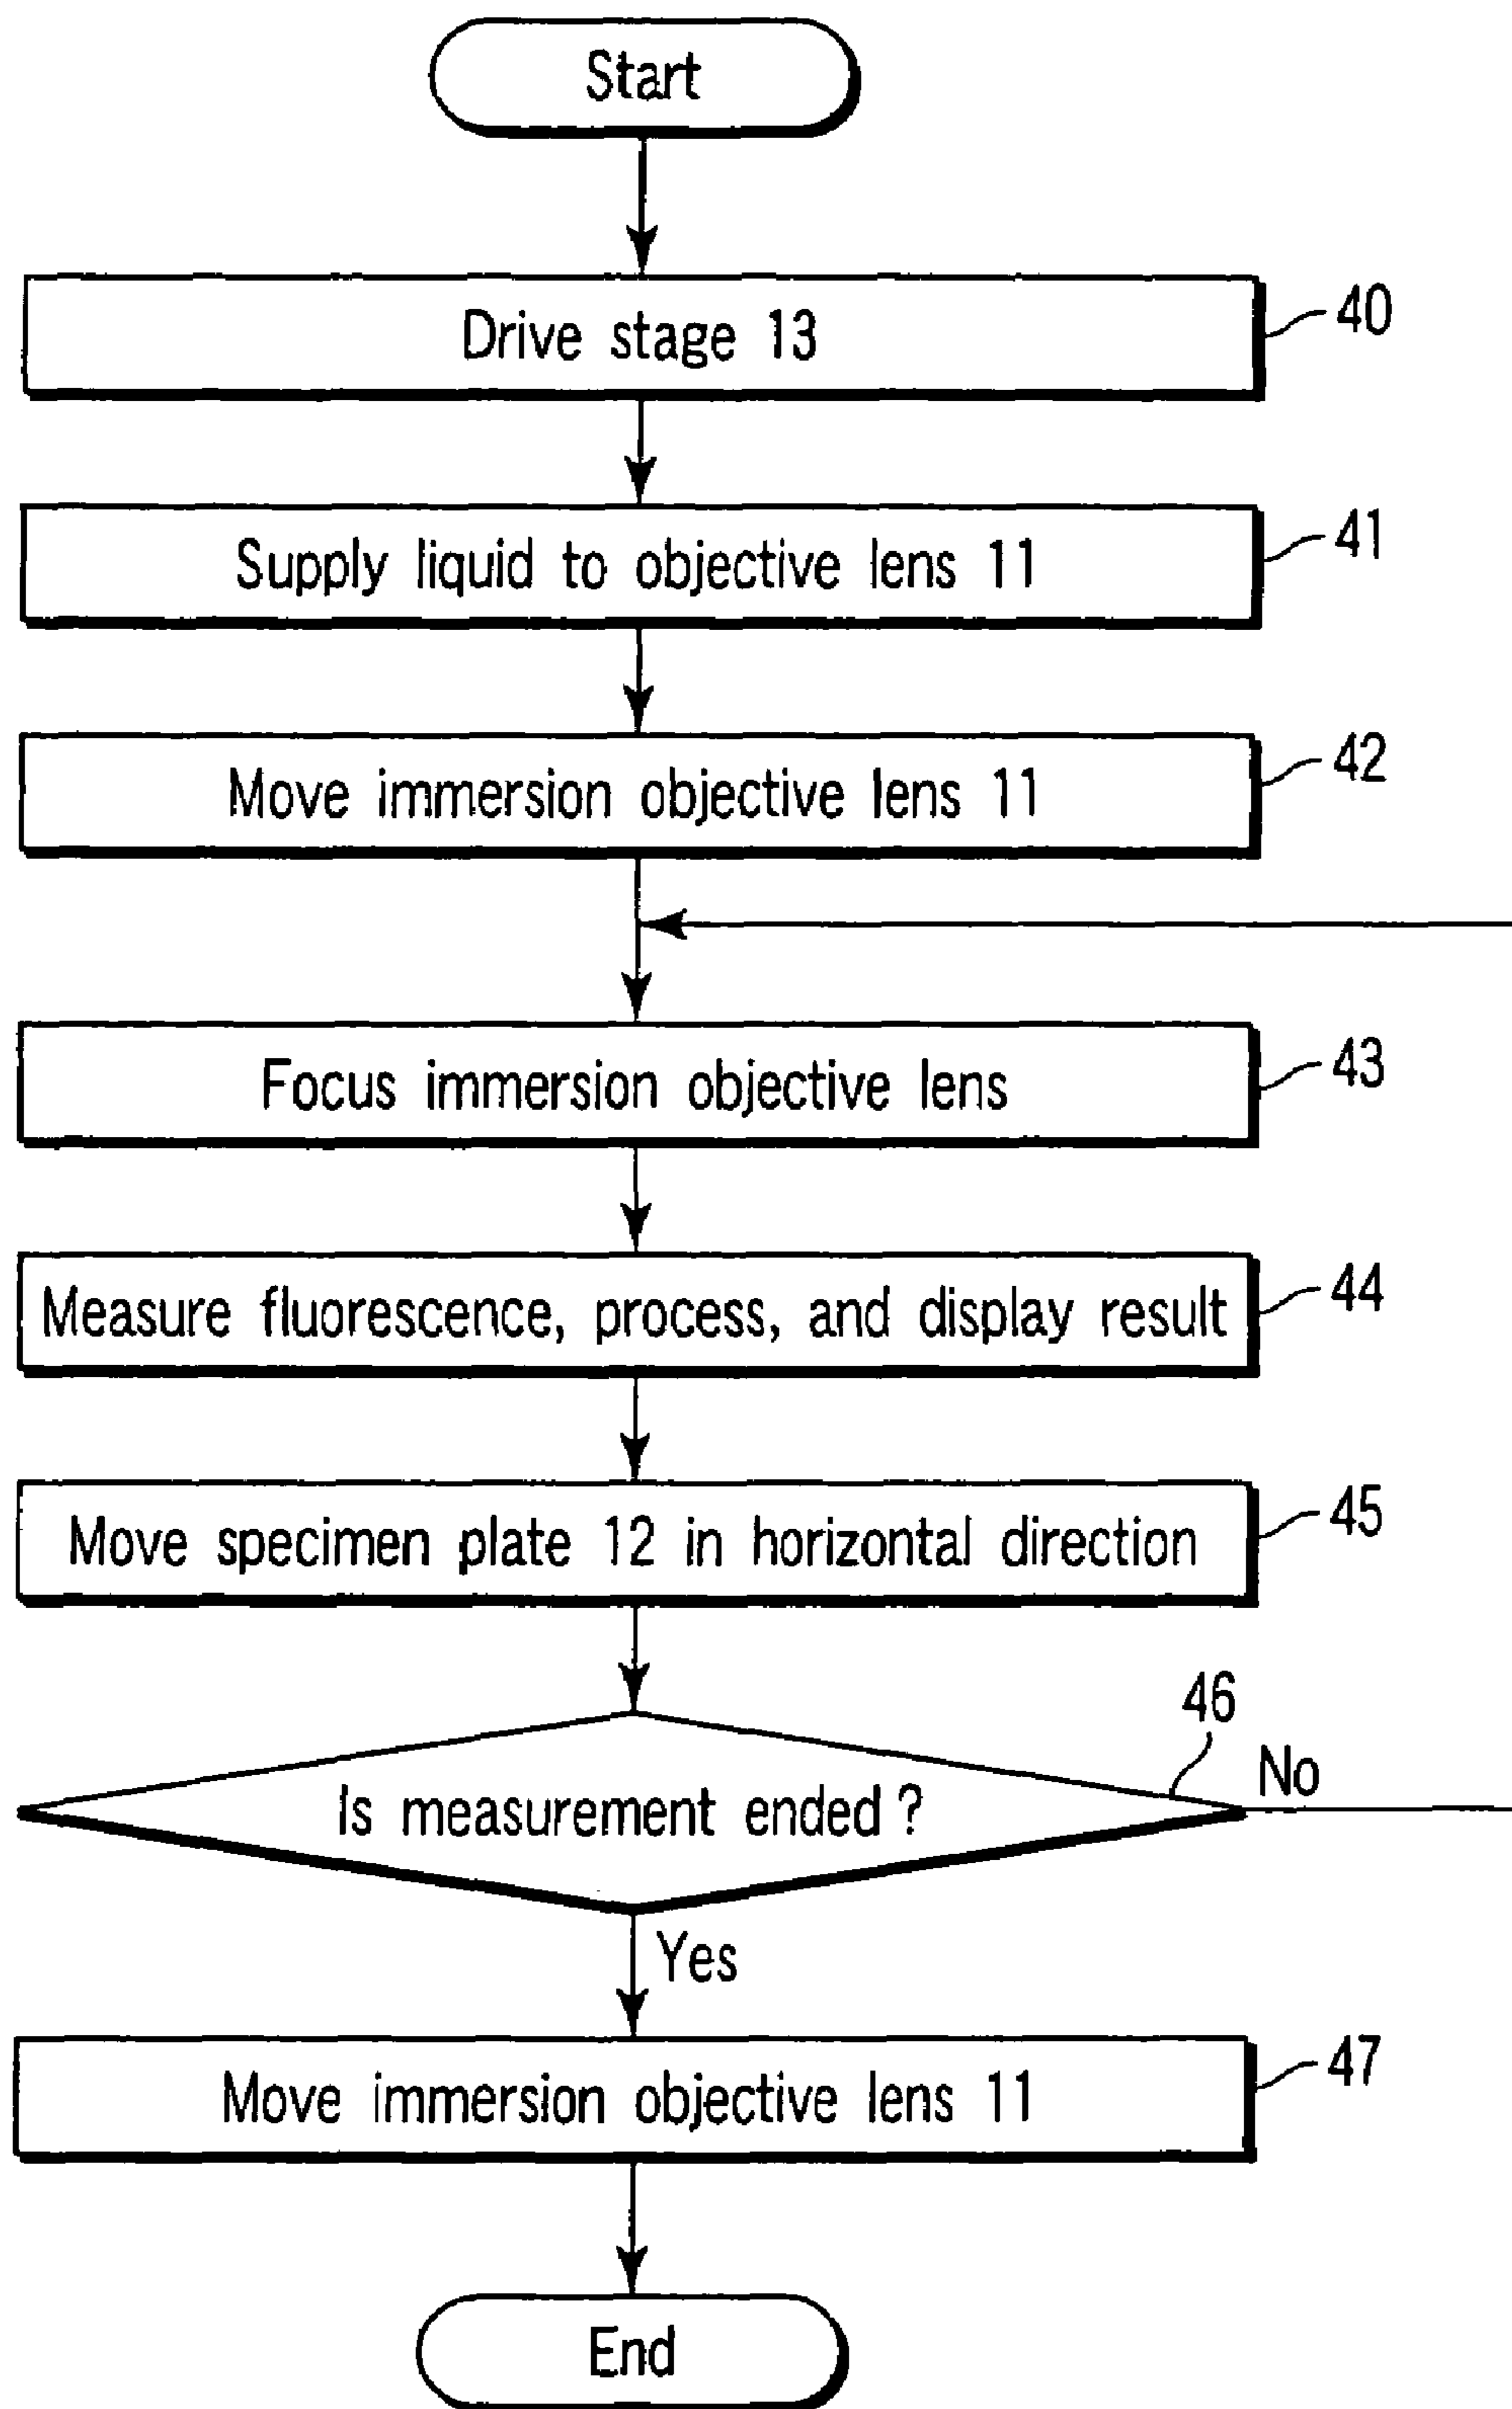 Start
Drive stage 13
40
Supply liquid to objective lens 11
41
Move immersion objective lens 11
42
Focus immersion objective lens
43
Measure fluorescence, process, and display result
44
Move specimen plate 12 in horizontal direction
45
46
Is measurement ended?
No
Yes
Move immersion objective lens 11
47
End